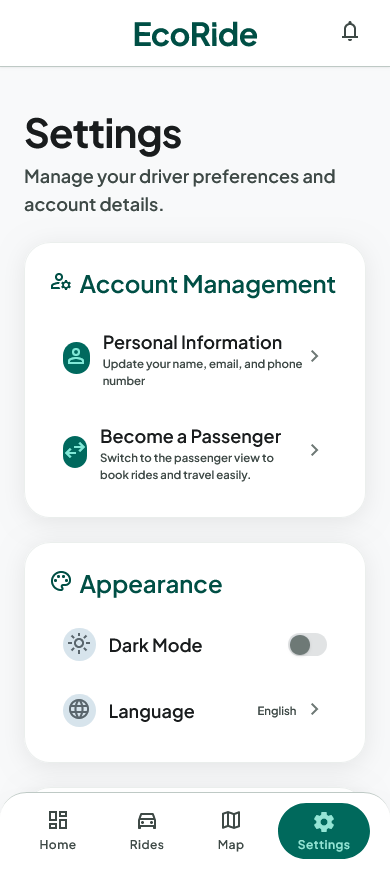 EcoRide
Settings
Manage your driver preferences and
account details.
Account Management
Personal Information
Update your name, email, and phone
number
Become a Passenger
Switch to the passenger view to
book rides and travel easily.
Appearance
Dark Mode
Language
English
Home
Rides
Map
Settings